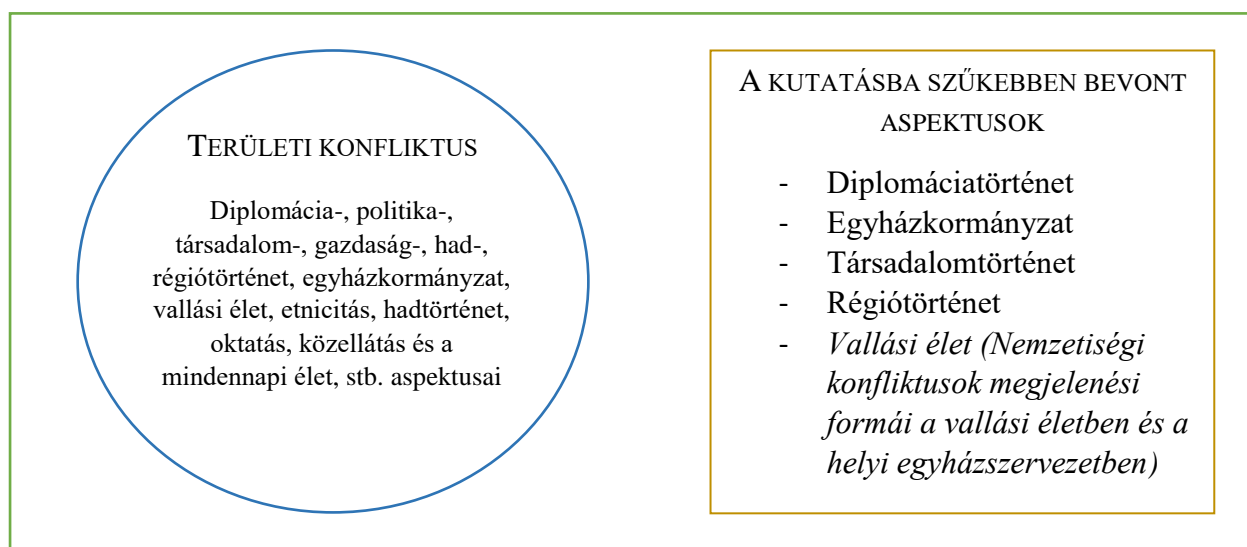 TERÜLETI KONFLIKTUS
Diplomácia-, politika-,
társadalom-, gazdaság-, had-,
régiótörténet, egyházkormányzat,
vallási élet, etnicitás, hadtörténet,
oktatás, közellátás és a
mindennapi élet, stb. aspektusai
A KUTATÁSBA SZŰKEBBEN BEVONT
ASPEKTUSOK
- Diplomáciatörténet
- Egyházkormányzat
- Társadalomtörténet
- Régiótörténet
- Vallási élet (Nemzetiségi
konfliktusok megjelenési
formái a vallási életben és a
helyi egyházszervezetben)